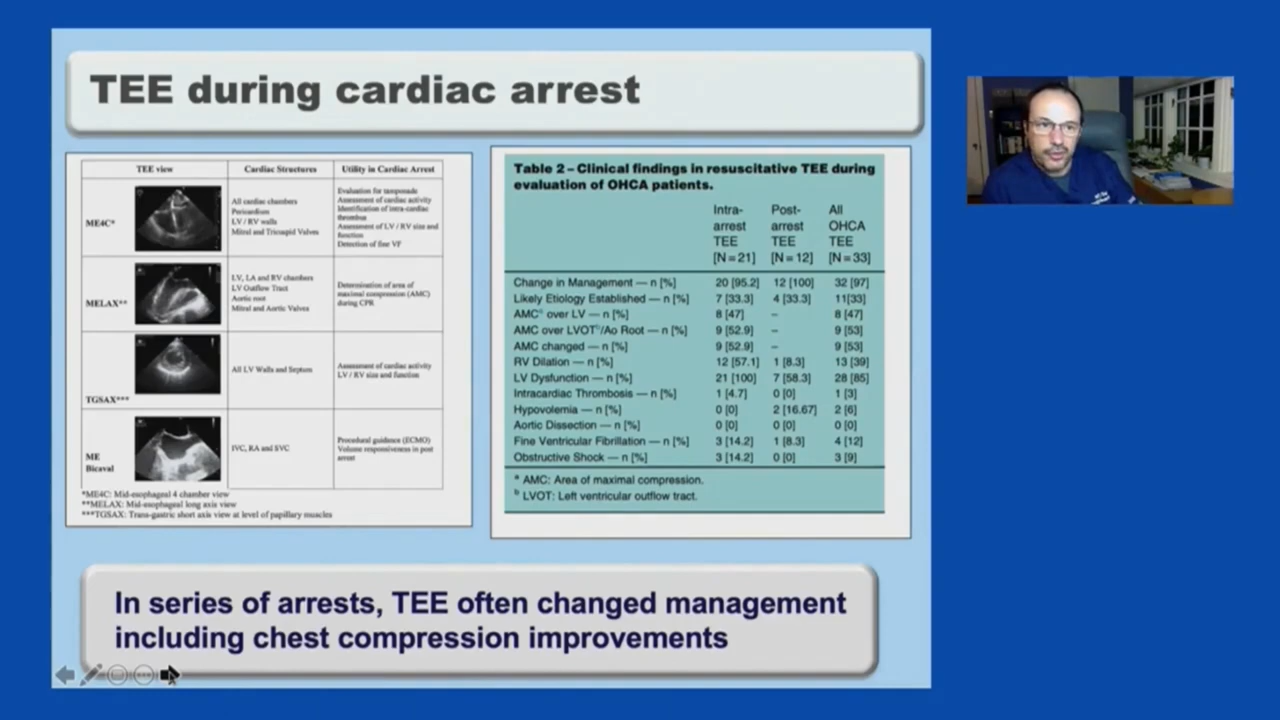 TEE during cardiac arrest
TEE view Cardiac Structures Utility in Cardiac Arrest
ME4C*
All cardiac chambers
Pericardium
LV / RV walls
Mitral and Tricuspid Valves
Evaluation for tamponade
Assessment of cardiac activity
Identification of intra-cardiac
thrombus
Assessment of LV / RV size and
function
Detection of fine VF
MELAX**
LV, LA and RV chambers
LV Outflow Tract
Aortic root
Mitral and Aortic Valves
Determination of area of
maximal compression (AMC)
during CPR
TGSAX***
All LV Walls and Septum
Assessment of cardiac activity
LV / RV size and function
ME
Bicaval
IVC, RA and SVC
Procedural guidance (ECMO)
Volume responsiveness in post
arrest
*ME4C: Mid-esophageal 4 chamber view
**MELAX: Mid-esophageal long axis view
***TGSAX: Trans-gastric short axis view at level of papillary muscles
Table 2 – Clinical findings in resuscitative TEE during
evaluation of OHCA patients.
Intra- Post- All
arrest arrest OHCA
TEE TEE TEE
[N = 21] [N = 12] [N = 33]
Change in Management — n [%] 20 [95.2] 12 [100] 32 [97]
Likely Etiology Established — n [%] 7 [33.3] 4 [33.3] 11[33]
AMCᵃ over LV — n [%] 8 [47] – 8 [47]
AMC over LVOTᵇ/Ao Root — n [%] 9 [52.9] – 9 [53]
AMC changed — n [%] 9 [52.9] – 9 [53]
RV Dilation — n [%] 12 [57.1] 1 [8.3] 13 [39]
LV Dysfunction — n [%] 21 [100] 7 [58.3] 28 [85]
Intracardiac Thrombosis — n [%] 1 [4.7] 0 [0] 1 [3]
Hypovolemia — n [%] 0 [0] 2 [16.67] 2 [6]
Aortic Dissection — n [%] 0 [0] 0 [0] 0 [0]
Fine Ventricular Fibrillation — n [%] 3 [14.2] 1 [8.3] 4 [12]
Obstructive Shock — n [%] 3 [14.2] 0 [0] 3 [9]
ᵃ AMC: Area of maximal compression.
ᵇ LVOT: Left ventricular outflow tract.
In series of arrests, TEE often changed management
including chest compression improvements